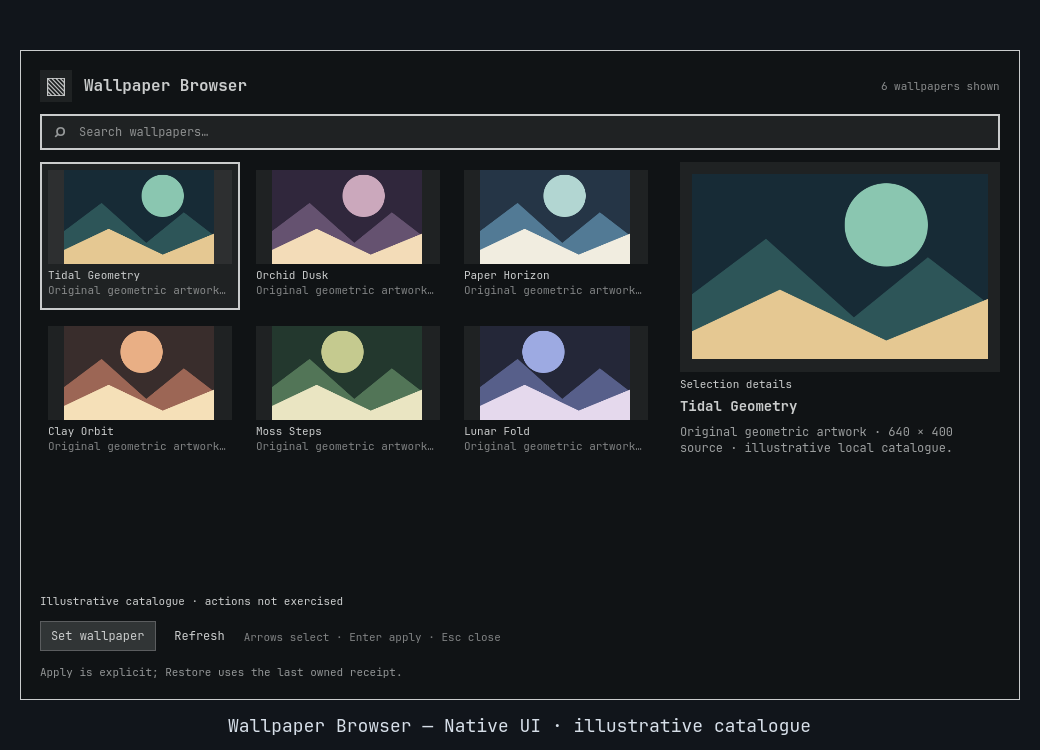 Wallpaper Browser
6 wallpapers shown
Search wallpapers…
Tidal Geometry
Original geometric artwork…
Orchid Dusk
Original geometric artwork…
Paper Horizon
Original geometric artwork…
Clay Orbit
Original geometric artwork…
Moss Steps
Original geometric artwork…
Lunar Fold
Original geometric artwork…
Selection details
Tidal Geometry
Original geometric artwork · 640 × 400
source · illustrative local catalogue.
Illustrative catalogue · actions not exercised
Set wallpaper
Refresh
Arrows select · Enter apply · Esc close
Apply is explicit; Restore uses the last owned receipt.
Wallpaper Browser — Native UI · illustrative catalogue